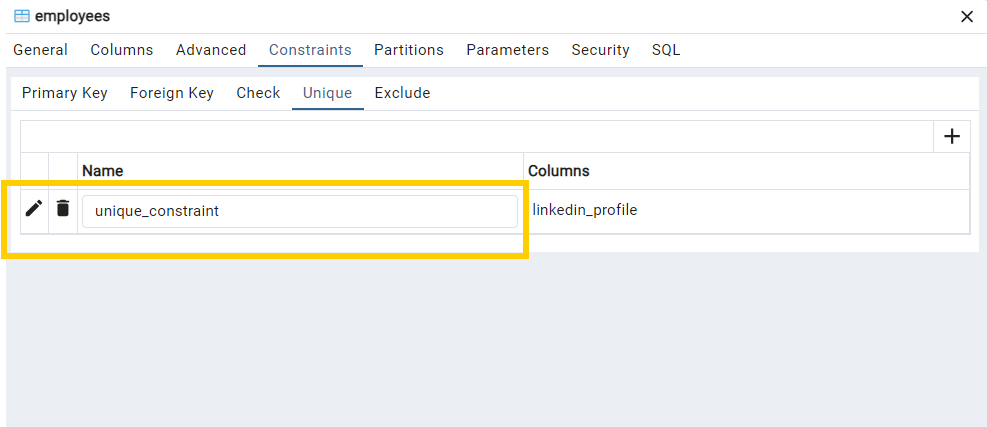 employees
General Columns Advanced Constraints Partitions Parameters Security SQL
Primary Key Foreign Key Check Unique Exclude
Name Columns
unique_constraint linkedin_profile